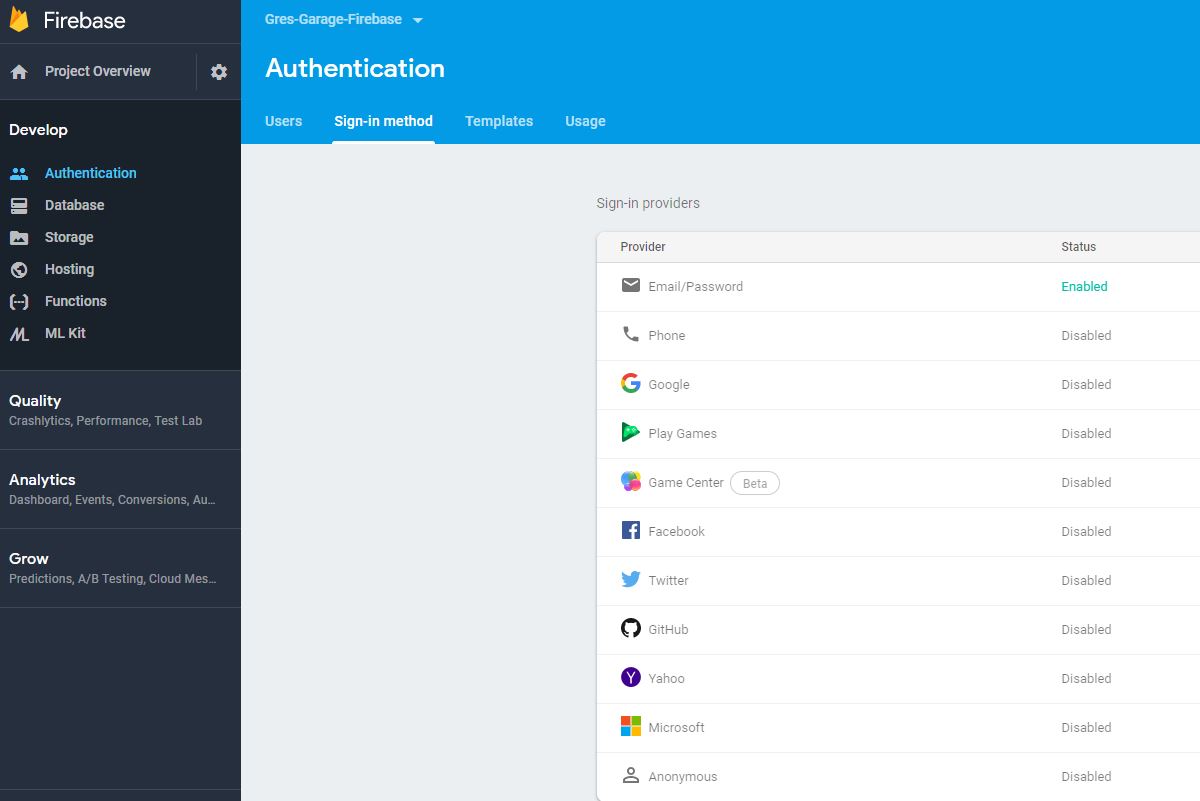 Firebase
Project Overview
Develop
Authentication
Database
Storage
Hosting
Functions
ML Kit
Quality
Crashlytics, Performance, Test Lab
Analytics
Dashboard, Events, Conversions, Au...
Grow
Predictions, A/B Testing, Cloud Mes...
Gres-Garage-Firebase
Authentication
Users Sign-in method Templates Usage
Sign-in providers
Provider Status
Email/Password Enabled
Phone Disabled
Google Disabled
Play Games Disabled
Game Center Beta Disabled
Facebook Disabled
Twitter Disabled
GitHub Disabled
Yahoo Disabled
Microsoft Disabled
Anonymous Disabled